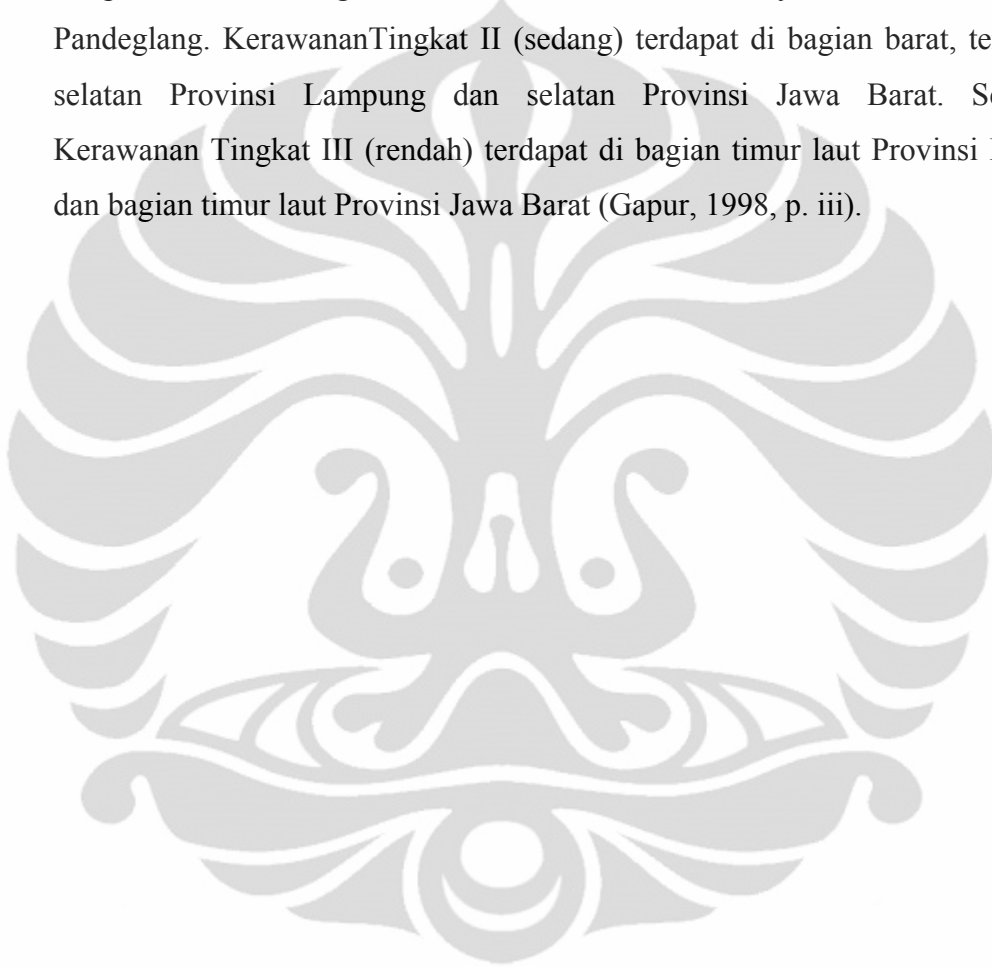 Pandeglang. KerawananTingkat II (sedang) terdapat di bagian barat,
selatan Provinsi Lampung dan selatan Provinsi Jawa Barat.
Kerawanan Tingkat III (rendah) terdapat di bagian timur laut Provinsi
dan bagian timur laut Provinsi Jawa Barat (Gapur, 1998, p. iii).